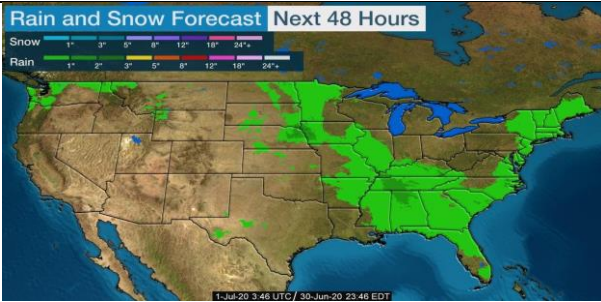 Rain and Snow Forecast Next 48 Hours
Snow 1" 3" 5" 8" 12" 18" 24"+
Rain 1" 2" 3" 5" 8" 12" 18" 24"+
1-Jul-20 3:46 UTC / 30-Jun-20 23:46 EDT